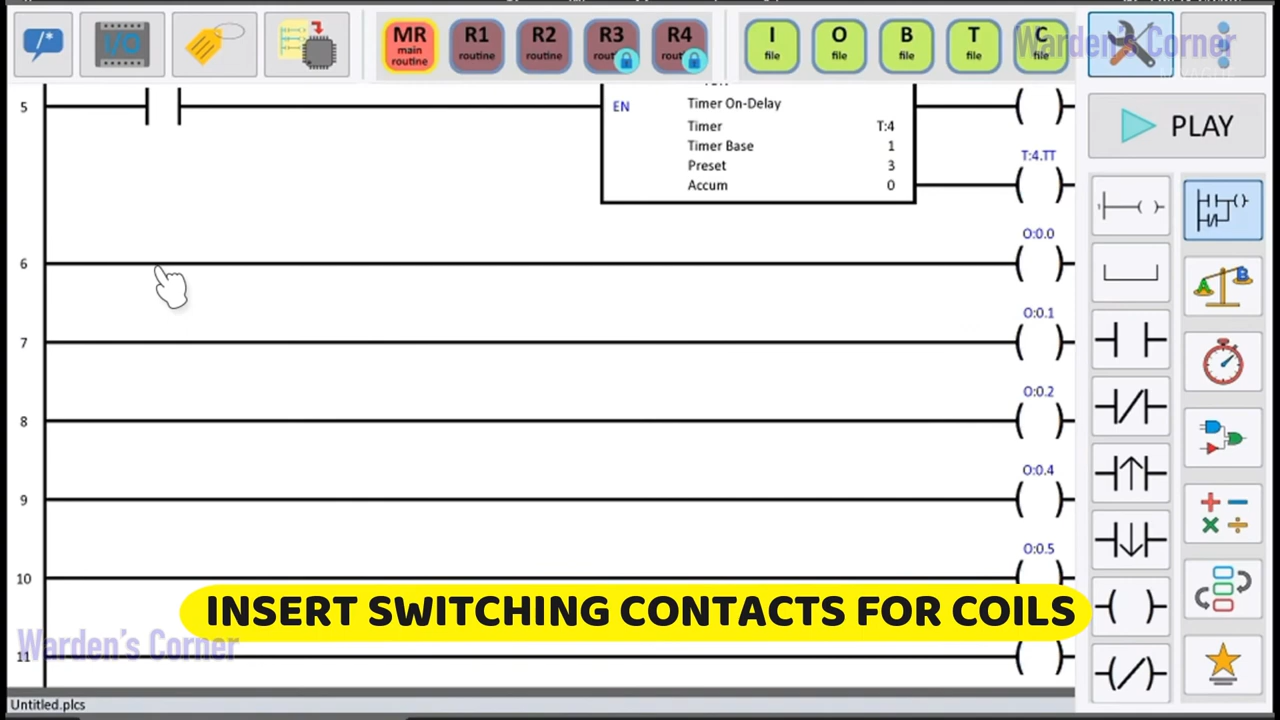 /*
I/O
MR
main
routine
R1
routine
R2
routine
R3
R4
I
file
O
file
B
file
T
file
C
file
Warden's Corner
PLAY
5
EN
Timer On-Delay
Timer T:4
Timer Base 1
Preset 3
Accum 0
T:4.TT
O:0.0
6
O:0.1
7
O:0.2
8
O:0.4
9
O:0.5
10
INSERT SWITCHING CONTACTS FOR COILS
Warden's Corner
11
A
B
Untitled.plcs